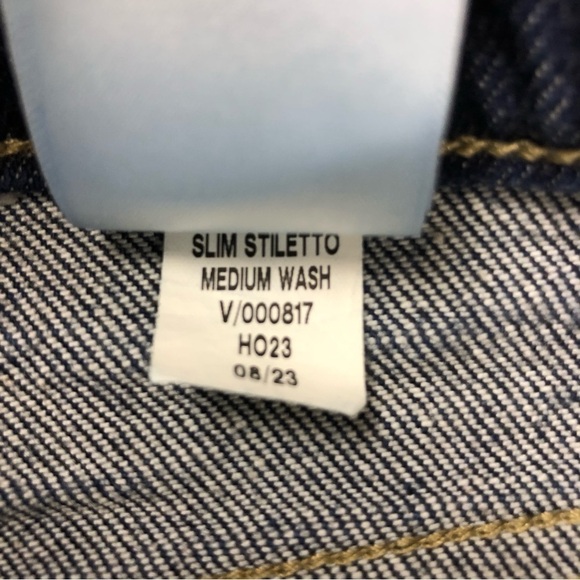 SLIM STILETTO
MEDIUM WASH
V/000817
HO23
08/23